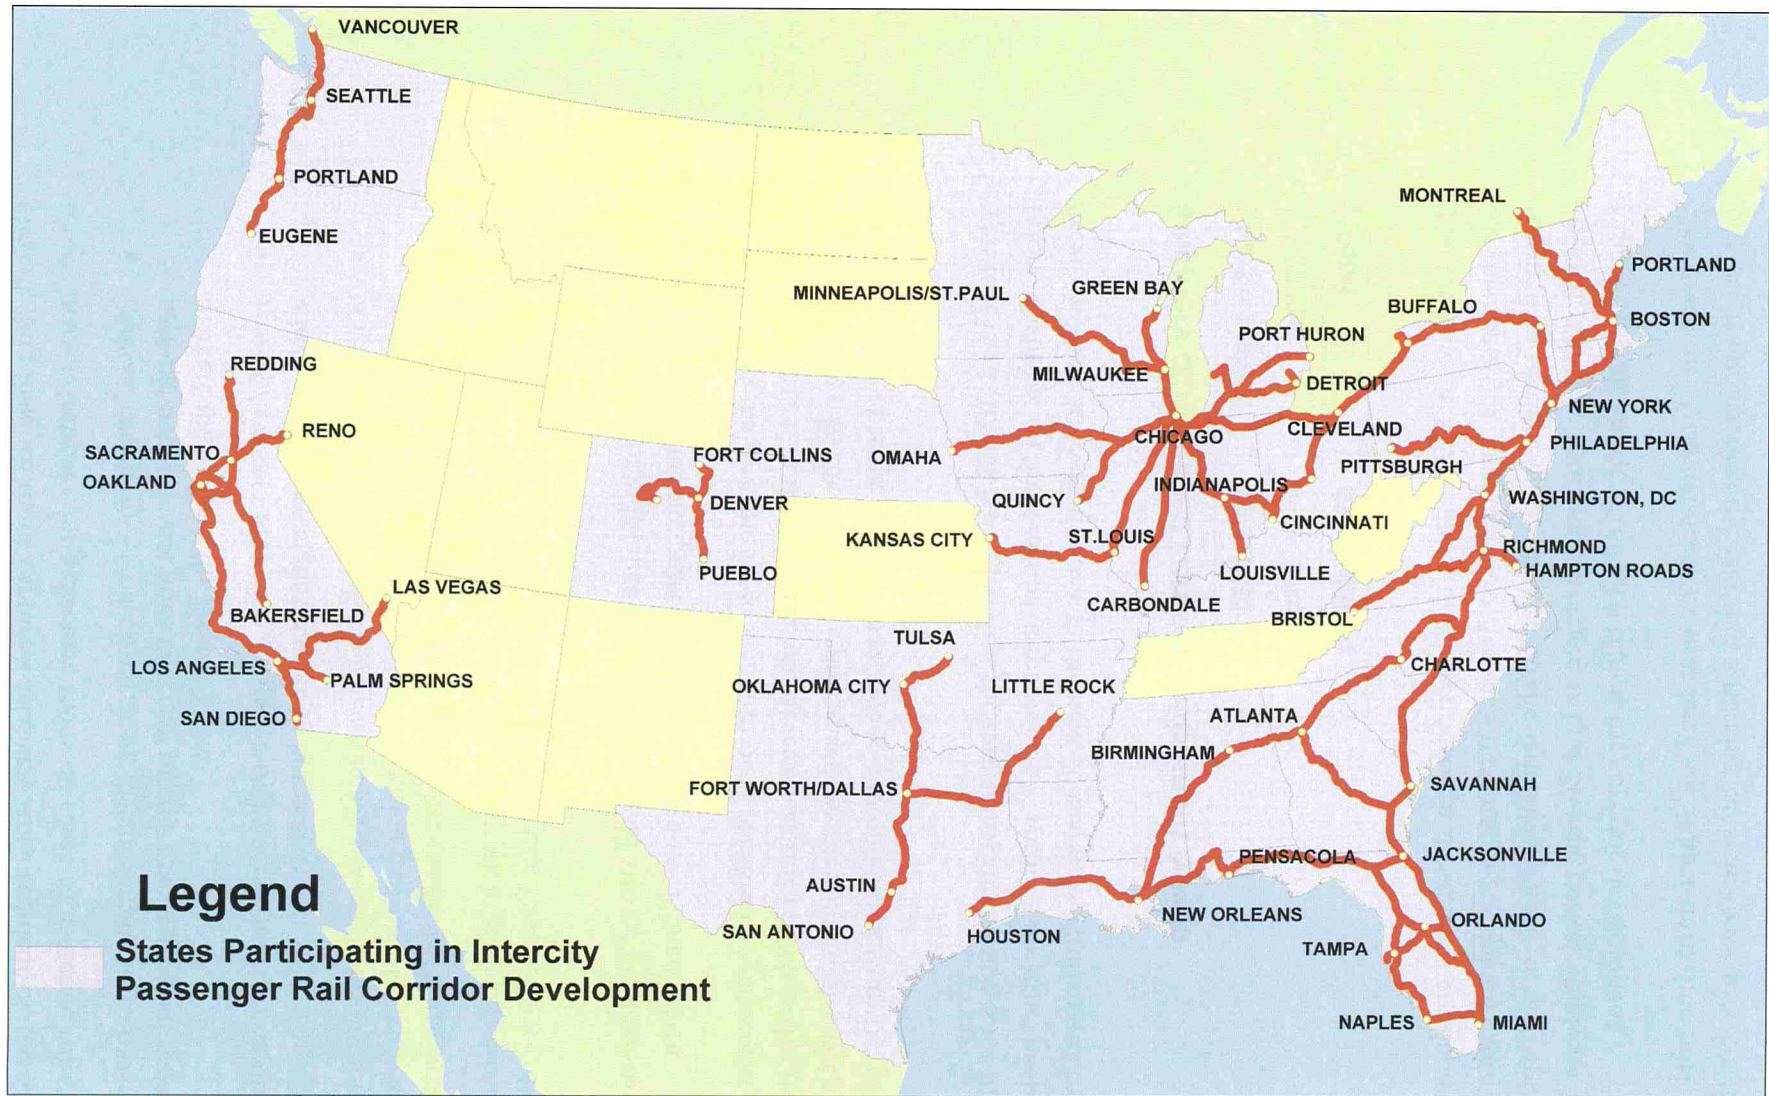 VANCOUVER
SEATTLE
PORTLAND
EUGENE
MONTREAL
PORTLAND
MINNEAPOLIS/ST.PAUL
GREEN BAY
BUFFALO
BOSTON
PORT HURON
REDDING
MILWAUKEE
DETROIT
NEW YORK
RENO
CHICAGO
CLEVELAND
PHILADELPHIA
SACRAMENTO
FORT COLLINS
OMAHA
PITTSBURGH
OAKLAND
DENVER
QUINCY
INDIANAPOLIS
WASHINGTON, DC
CINCINNATI
KANSAS CITY
ST.LOUIS
RICHMOND
PUEBLO
LOUISVILLE
HAMPTON ROADS
LAS VEGAS
CARBONDALE
BAKERSFIELD
BRISTOL
TULSA
LOS ANGELES
PALM SPRINGS
OKLAHOMA CITY
LITTLE ROCK
CHARLOTTE
SAN DIEGO
ATLANTA
BIRMINGHAM
FORT WORTH/DALLAS
SAVANNAH
PENSACOLA
JACKSONVILLE
AUSTIN
NEW ORLEANS
ORLANDO
SAN ANTONIO
HOUSTON
TAMPA
NAPLES
MIAMI
Legend
States Participating in Intercity
Passenger Rail Corridor Development